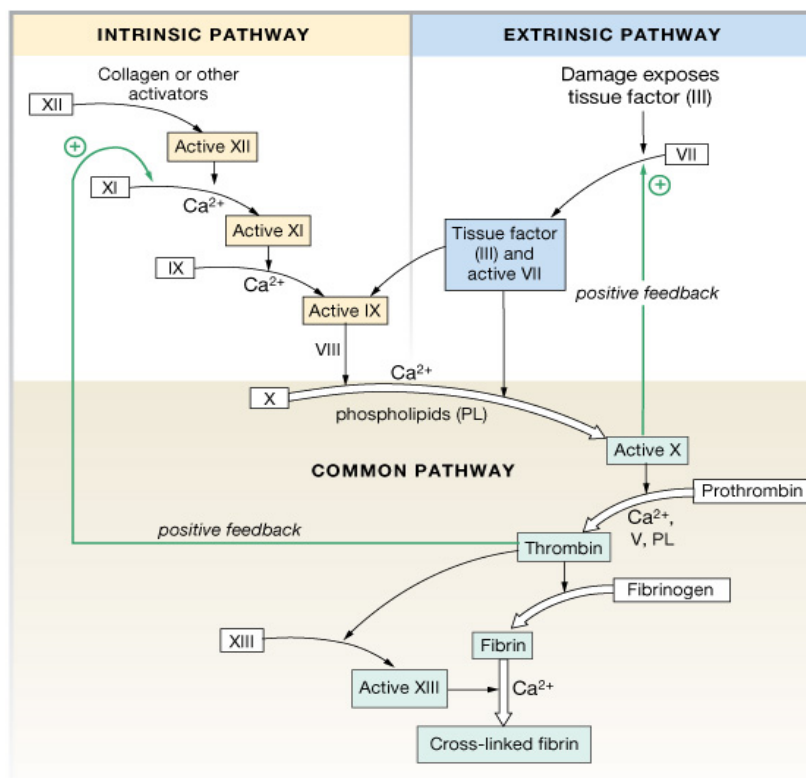 INTRINSIC PATHWAY
EXTRINSIC PATHWAY
Collagen or other
activators
XII
Active XII
XI
Ca²⁺
Active XI
IX
Ca²⁺
Active IX
VIII
Damage exposes
tissue factor (III)
VII
+
+
Tissue factor
(III) and
active VII
positive feedback
Ca²⁺
X
phospholipids (PL)
Active X
COMMON PATHWAY
Prothrombin
Ca²⁺,
V, PL
positive feedback
Thrombin
Fibrinogen
XIII
Fibrin
Active XIII
Ca²⁺
Cross-linked fibrin